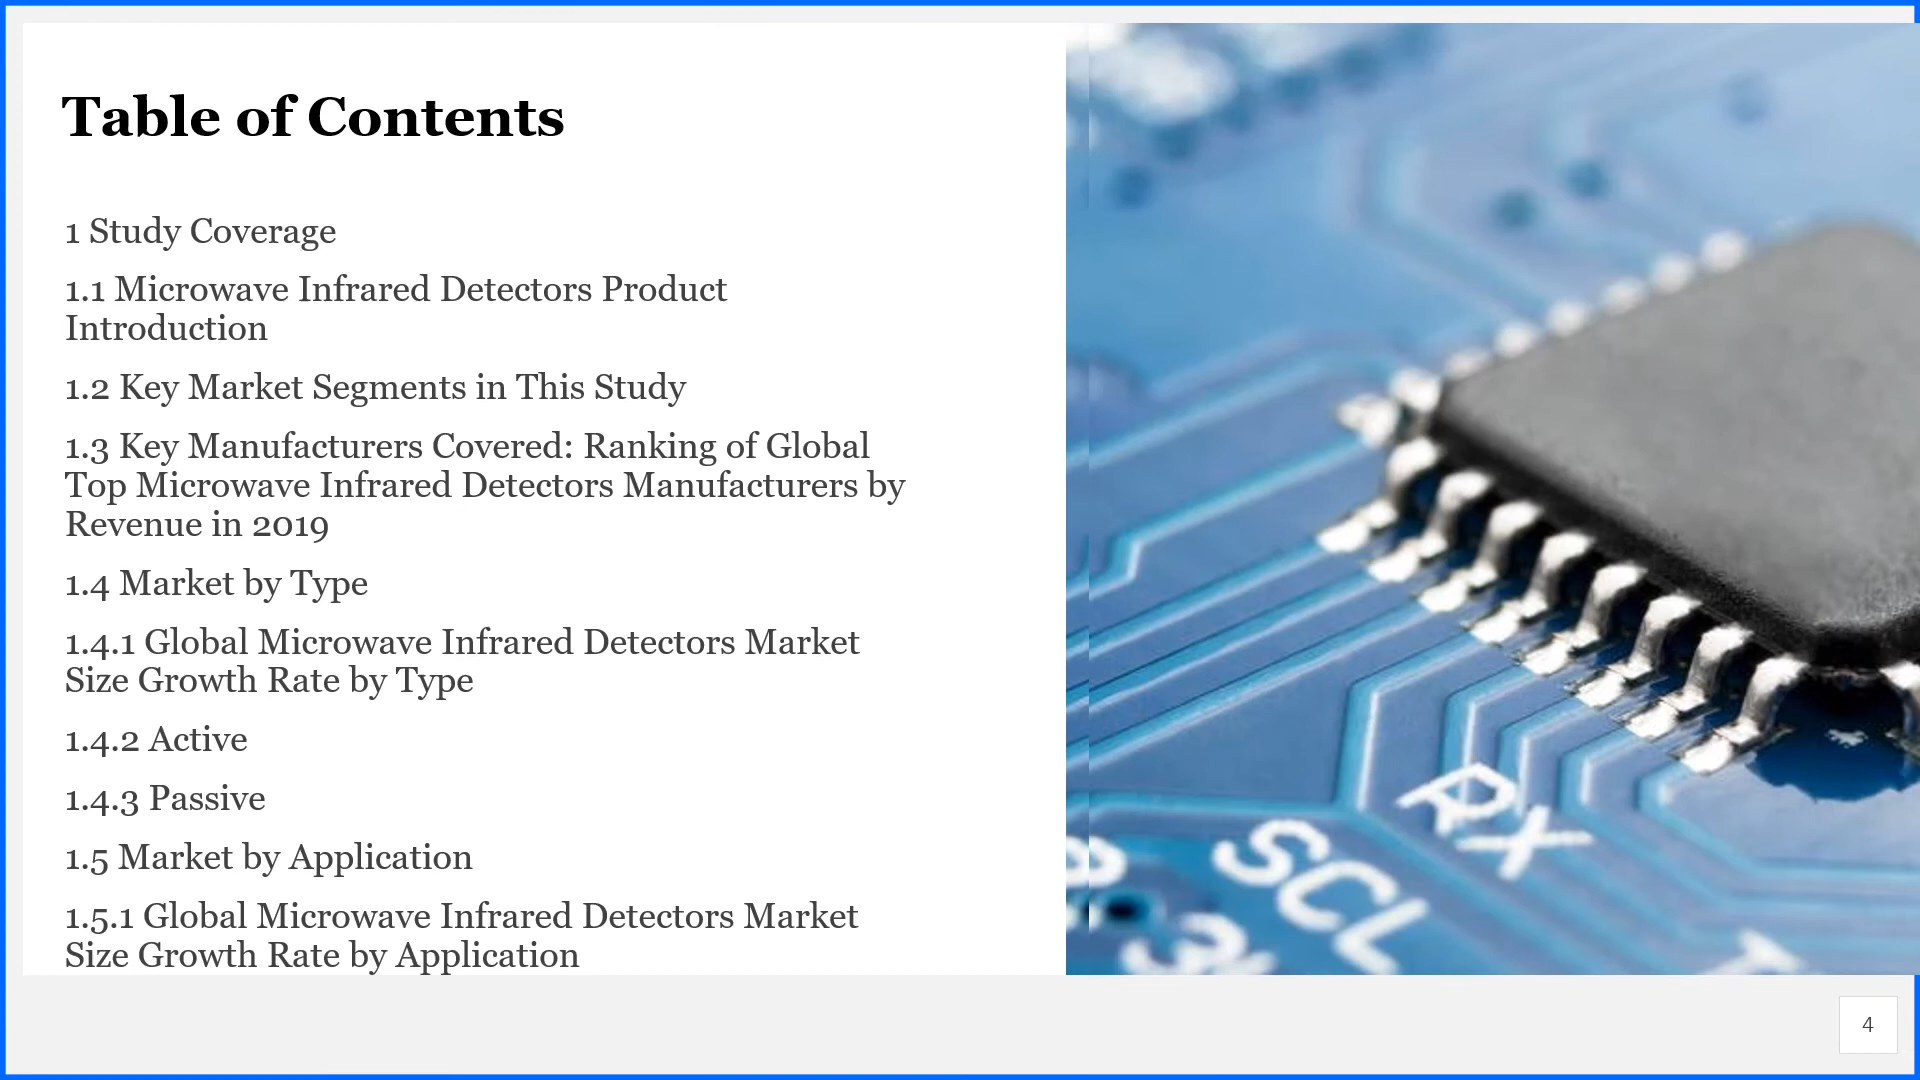 Table of Contents
1 Study Coverage
1.1 Microwave Infrared Detectors Product
Introduction
1.2 Key Market Segments in This Study
1.3 Key Manufacturers Covered: Ranking of Global
Top Microwave Infrared Detectors Manufacturers by
Revenue in 2019
1.4 Market by Type
1.4.1 Global Microwave Infrared Detectors Market
Size Growth Rate by Type
1.4.2 Active
1.4.3 Passive
1.5 Market by Application
1.5.1 Global Microwave Infrared Detectors Market
Size Growth Rate by Application
RX
SCL
4